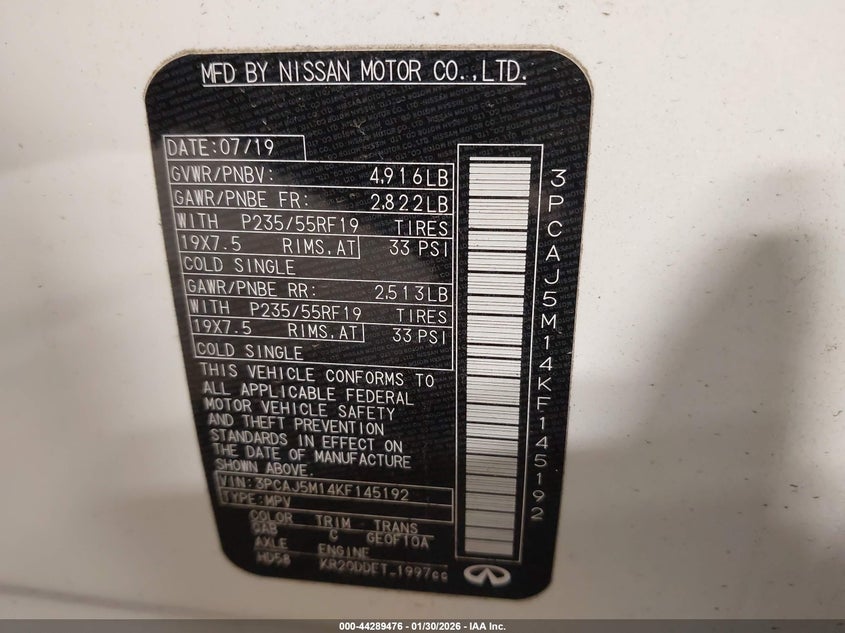 MFD BY NISSAN MOTOR CO.,LTD.
DATE:07/19
GVWR/PNBV: 4,916LB
GAWR/PNBE FR: 2,822LB
WITH P235/55RF19 TIRES
19X7.5 RIMS,AT 33 PSI
COLD SINGLE
GAWR/PNBE RR: 2,513LB
WITH P235/55RF19 TIRES
19X7.5 RIMS,AT 33 PSI
COLD SINGLE
THIS VEHICLE CONFORMS TO
ALL APPLICABLE FEDERAL
MOTOR VEHICLE SAFETY
AND THEFT PREVENTION
STANDARDS IN EFFECT ON
THE DATE OF MANUFACTURE
SHOWN ABOVE.
VIN:3PCAJ5M14KF145192
TYPE:MPV
COLOR TRIM TRANS
QAB C GE0F10A
AXLE ENGINE
HD58 KR20DDET_1997cc
3PCAJ5M14KF145192
000-44289476 - 01/30/2026 - IAA Inc.